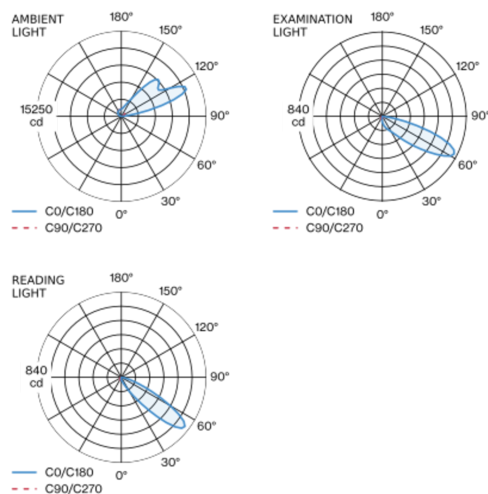 AMBIENT
LIGHT
180°
150°
120°
15250
cd
90°
60°
30°
0°
C0/C180
C90/C270
EXAMINATION
LIGHT
180°
150°
120°
840
cd
90°
60°
30°
0°
C0/C180
C90/C270
READING
LIGHT
180°
150°
120°
840
cd
90°
60°
30°
0°
C0/C180
C90/C270